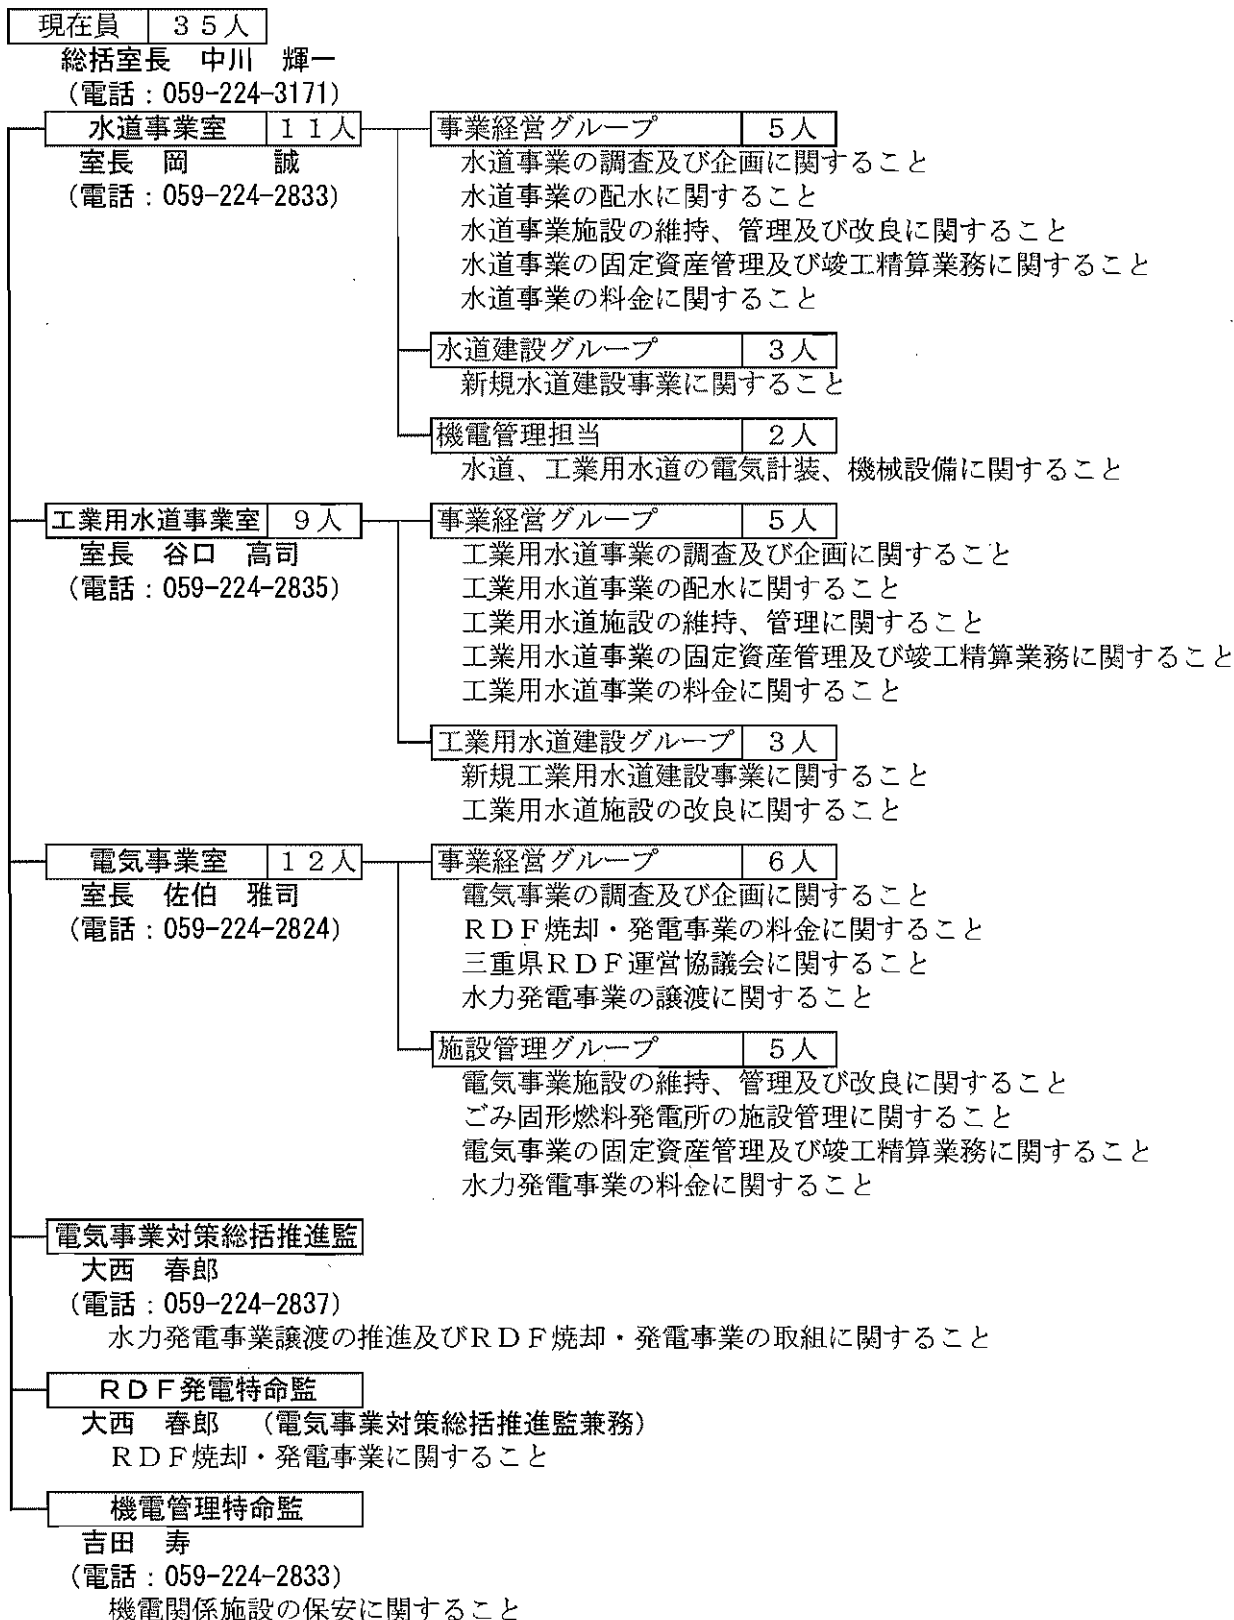 現在員 ３５人
総括室長 中川 輝一
(電話：059-224-3171)
水道事業室 １１人
室長 岡 誠
(電話：059-224-2833)
事業経営グループ ５人
水道事業の調査及び企画に関すること
水道事業の配水に関すること
水道事業施設の維持、管理及び改良に関すること
水道事業の固定資産管理及び竣工精算業務に関すること
水道事業の料金に関すること
水道建設グループ ３人
新規水道建設事業に関すること
機電管理担当 ２人
水道、工業用水道の電気計装、機械設備に関すること
工業用水道事業室 ９人
室長 谷口 高司
(電話：059-224-2835)
事業経営グループ ５人
工業用水道事業の調査及び企画に関すること
工業用水道事業の配水に関すること
工業用水道施設の維持、管理に関すること
工業用水道事業の固定資産管理及び竣工精算業務に関すること
工業用水道事業の料金に関すること
工業用水道建設グループ ３人
新規工業用水道建設事業に関すること
工業用水道施設の改良に関すること
電気事業室 １２人
室長 佐伯 雅司
(電話：059-224-2824)
事業経営グループ ６人
電気事業の調査及び企画に関すること
ＲＤＦ焼却・発電事業の料金に関すること
三重県ＲＤＦ運営協議会に関すること
水力発電事業の譲渡に関すること
施設管理グループ ５人
電気事業施設の維持、管理及び改良に関すること
ごみ固形燃料発電所の施設管理に関すること
電気事業の固定資産管理及び竣工精算業務に関すること
水力発電事業の料金に関すること
電気事業対策総括推進監
大西 春郎
(電話：059-224-2837)
水力発電事業譲渡の推進及びＲＤＦ焼却・発電事業の取組に関すること
ＲＤＦ発電特命監
大西 春郎 （電気事業対策総括推進監兼務）
ＲＤＦ焼却・発電事業に関すること
機電管理特命監
吉田 寿
(電話：059-224-2833)
機電関係施設の保安に関すること